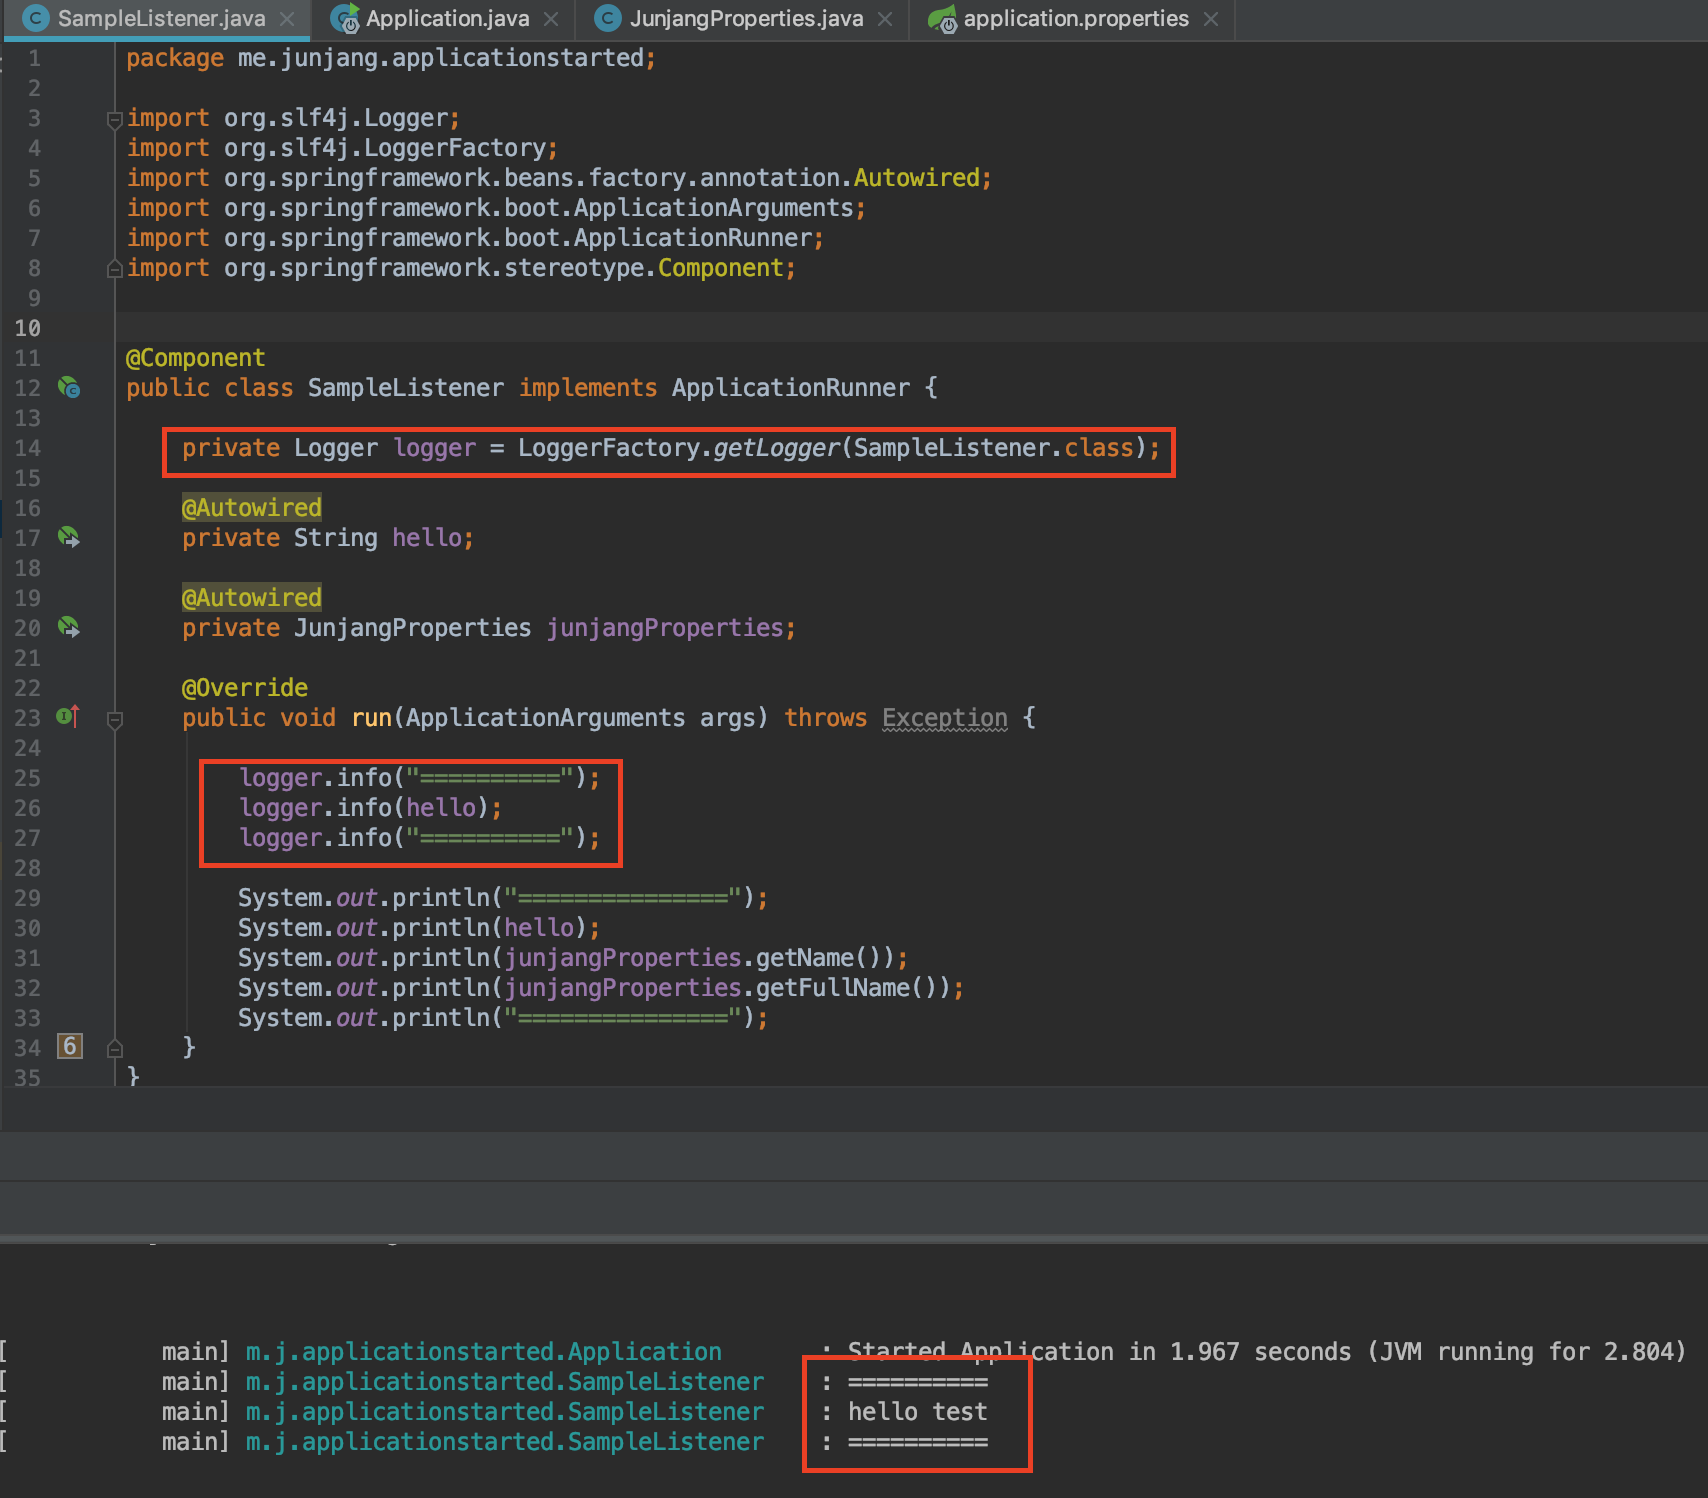 SampleListener.java Application.java JunjangProperties.java application.properties
1 package me.junjang.applicationstarted;
2
3 import org.slf4j.Logger;
4 import org.slf4j.LoggerFactory;
5 import org.springframework.beans.factory.annotation.Autowired;
6 import org.springframework.boot.ApplicationArguments;
7 import org.springframework.boot.ApplicationRunner;
8 import org.springframework.stereotype.Component;
9
10
11 @Component
12 public class SampleListener implements ApplicationRunner {
13
14 private Logger logger = LoggerFactory.getLogger(SampleListener.class);
15
16 @Autowired
17 private String hello;
18
19 @Autowired
20 private JunjangProperties junjangProperties;
21
22 @Override
23 public void run(ApplicationArguments args) throws Exception {
24
25 logger.info("==========");
26 logger.info(hello);
27 logger.info("==========");
28
29 System.out.println("===============");
30 System.out.println(hello);
31 System.out.println(junjangProperties.getName());
32 System.out.println(junjangProperties.getFullName());
33 System.out.println("===============");
34 6 }
35 }
[ main] m.j.applicationstarted.Application : Started Application in 1.967 seconds (JVM running for 2.804)
[ main] m.j.applicationstarted.SampleListener : ==========
[ main] m.j.applicationstarted.SampleListener : hello test
[ main] m.j.applicationstarted.SampleListener : ==========